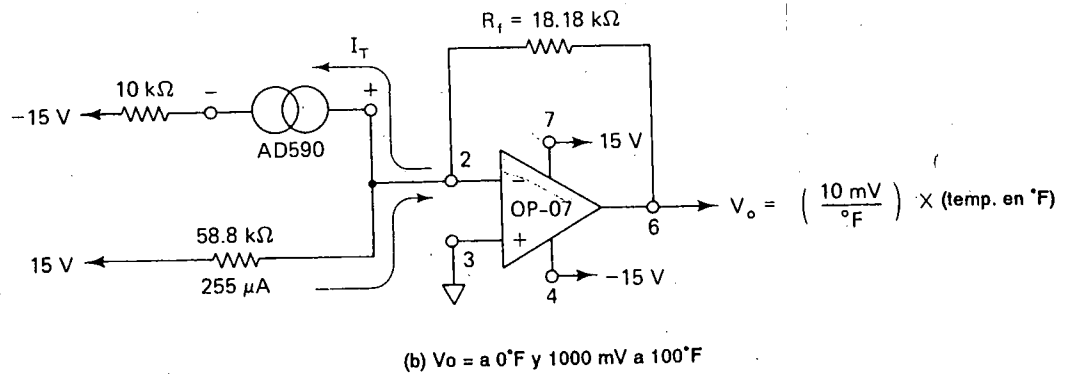 R_f = 18.18 kΩ
I_T
10 kΩ
− +
−15 V
AD590
7
15 V
2
−
OP-07
+
3
6
4
−15 V
V_o = ( 10 mV / °F ) × (temp. en °F)
58.8 kΩ
15 V
255 μA
(b) Vo = a 0°F y 1000 mV a 100°F